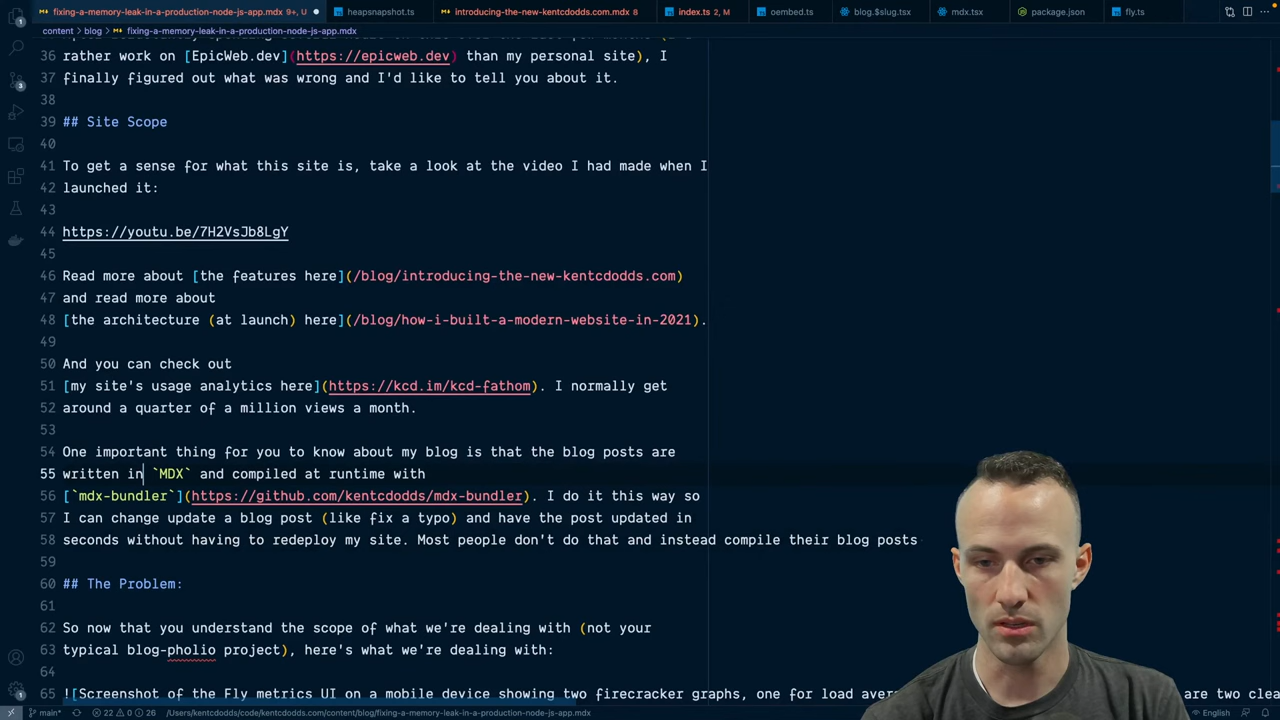 fixing-a-memory-leak-in-a-production-node-js-app.mdx 9+, U
heapsnapshot.ts
introducing-the-new-kentcdodds.com.mdx 8
index.ts 2, M
oembed.ts
blog.$slug.tsx
mdx.tsx
package.json
fly.ts
content › blog › fixing-a-memory-leak-in-a-production-node-js-app.mdx
36 rather work on [EpicWeb.dev](https://epicweb.dev) than my personal site), I
37 finally figured out what was wrong and I'd like to tell you about it.
38
39 ## Site Scope
40
41 To get a sense for what this site is, take a look at the video I had made when I
42 launched it:
43
44 https://youtu.be/7H2VsJb8LgY
45
46 Read more about [the features here](/blog/introducing-the-new-kentcdodds.com)
47 and read more about
48 [the architecture (at launch) here](/blog/how-i-built-a-modern-website-in-2021).
49
50 And you can check out
51 [my site's usage analytics here](https://kcd.im/kcd-fathom). I normally get
52 around a quarter of a million views a month.
53
54 One important thing for you to know about my blog is that the blog posts are
55 written in `MDX` and compiled at runtime with
56 [`mdx-bundler`](https://github.com/kentcdodds/mdx-bundler). I do it this way so
57 I can change update a blog post (like fix a typo) and have the post updated in
58 seconds without having to redeploy my site. Most people don't do that and instead compile their blog posts
59
60 ## The Problem:
61
62 So now that you understand the scope of what we're dealing with (not your
63 typical blog-pholio project), here's what we're dealing with:
64
65 ![Screenshot of the Fly metrics UI on a mobile device showing two firecracker graphs, one for load aver are two clea
3
1
main*
22 0 26
/Users/kentcdodds/code/kentcdodds.com/content/blog/fixing-a-memory-leak-in-a-production-node-js-app.mdx
English